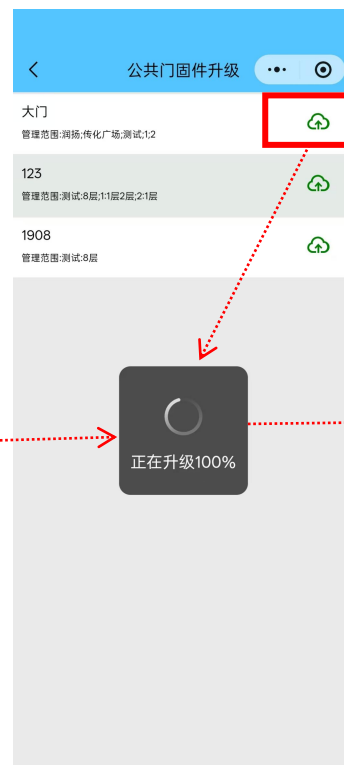 公共门固件升级
大门
管理范围:润扬;传化广场;测试;1;2
123
管理范围:测试:8层;1:1层2层;2:1层
1908
管理范围:测试:8层
正在升级100%